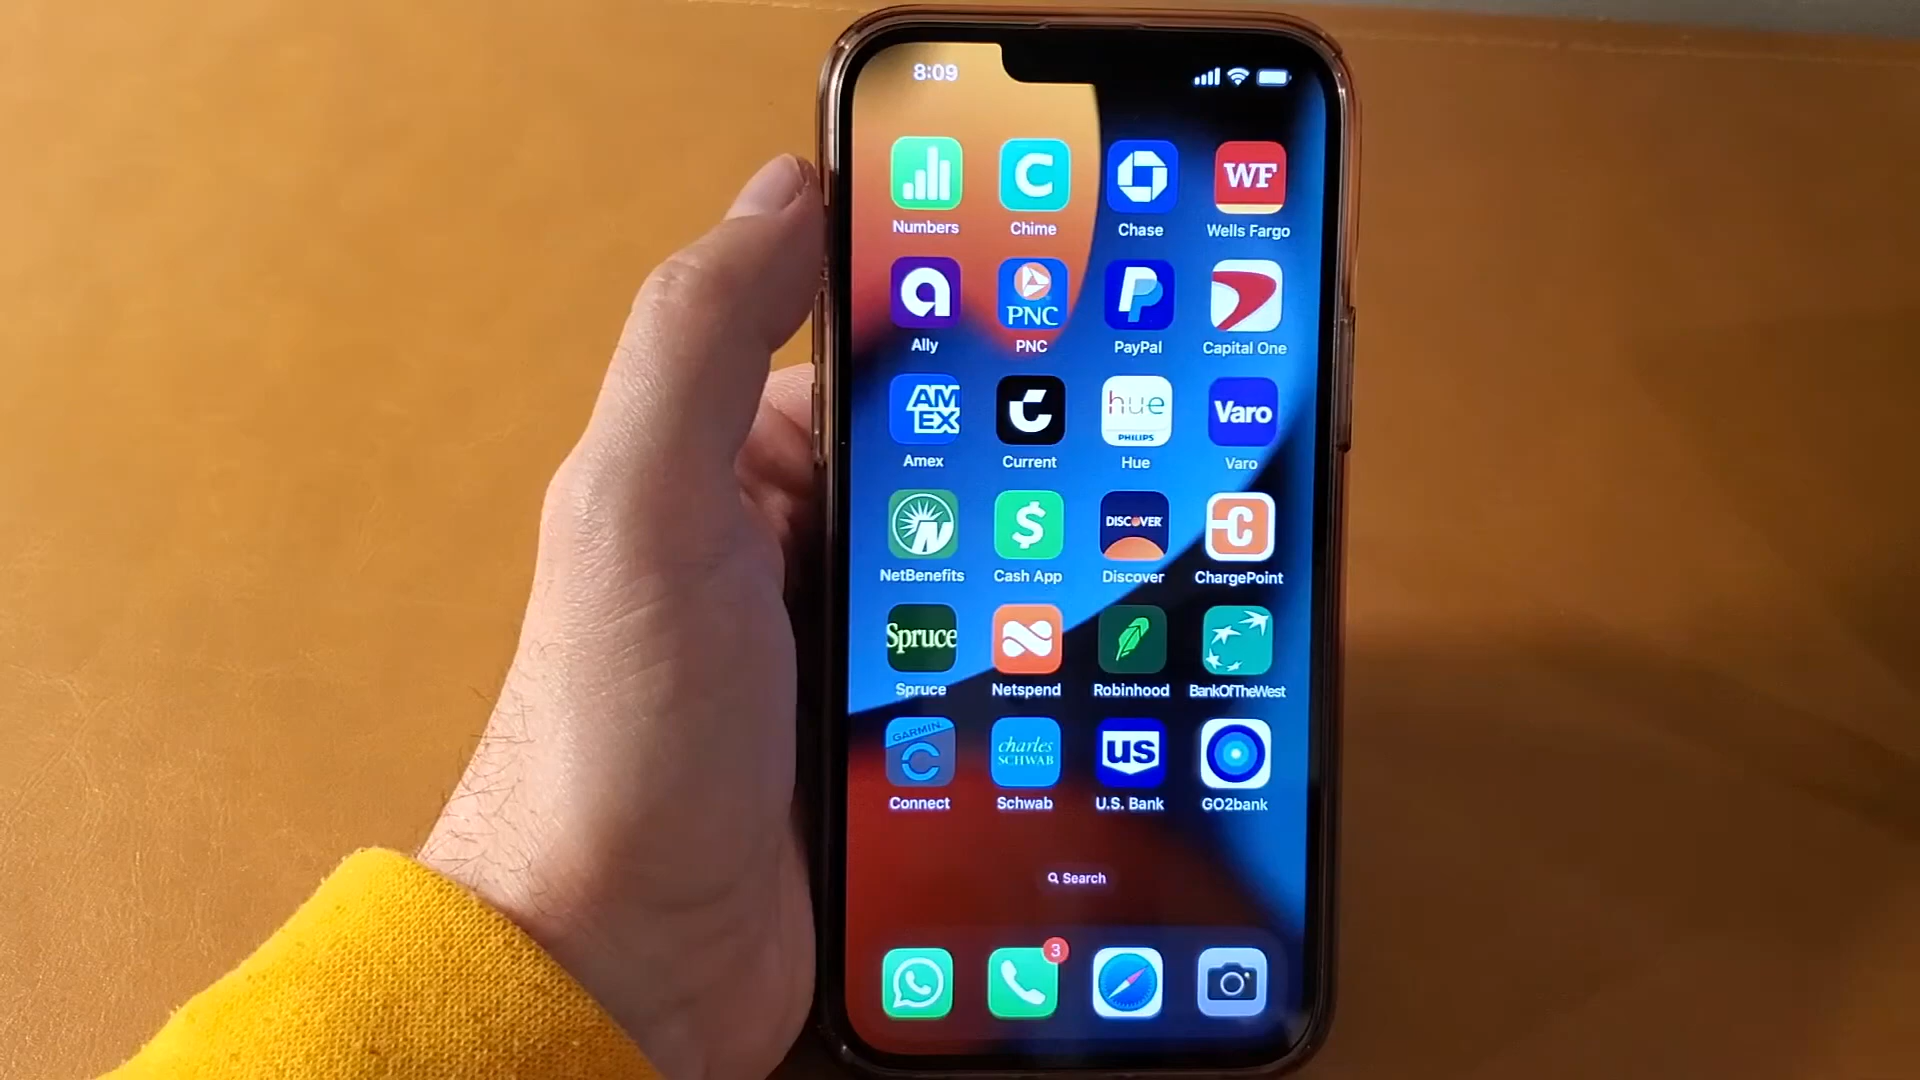 8:09
C
WF
Numbers Chime Chase Wells Fargo
a PNC P
Ally PNC PayPal Capital One
AM EX hue PHILIPS Varo
Amex Current Hue Varo
N $ DISCOVER C
NetBenefits Cash App Discover ChargePoint
Spruce
Spruce Netspend Robinhood BankOfTheWest
GARMIN charles SCHWAB us
Connect Schwab U.S. Bank GO2bank
Search
3